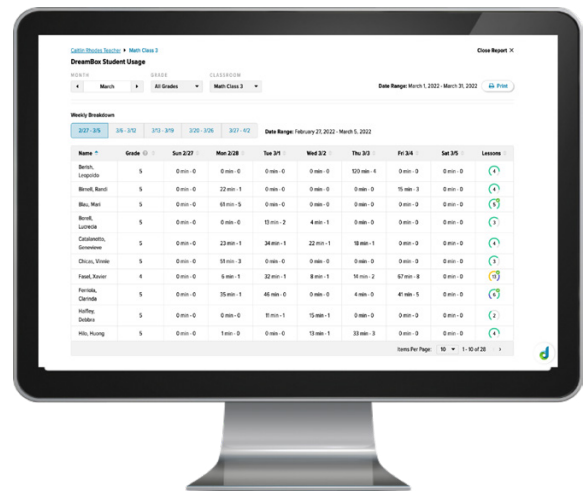 Caitlin Rhodes Teacher ▸ Math Class 3
Close Report ✕
DreamBox Student Usage
MONTH GRADE CLASSROOM
March All Grades Math Class 3
Date Range: March 1, 2022 - March 31, 2022 Print
Weekly Breakdown
2/27 - 3/5 3/6 - 3/12 3/13 - 3/19 3/20 - 3/26 3/27 - 4/2 Date Range: February 27, 2022 - March 5, 2022
Name Grade Sun 2/27 Mon 2/28 Tue 3/1 Wed 3/2 Thu 3/3 Fri 3/4 Sat 3/5 Lessons
Berish, Leopoldo 5 0 min - 0 0 min - 0 0 min - 0 0 min - 0 120 min - 4 0 min - 0 0 min - 0 4
Birnell, Randi 5 0 min - 0 22 min - 1 0 min - 0 0 min - 0 0 min - 0 15 min - 3 0 min - 0 4
Blau, Mari 5 0 min - 0 61 min - 5 0 min - 0 0 min - 0 0 min - 0 0 min - 0 0 min - 0 5
Lucrecia 5 0 min - 0 0 min - 0 13 min - 2 4 min - 1 0 min - 0 0 min - 0 0 min - 0 3
Genevieve 5 0 min - 0 23 min - 1 34 min - 1 22 min - 1 18 min - 1 0 min - 0 0 min - 0 4
Chicas, Vinnie 5 0 min - 0 51 min - 3 0 min - 0 0 min - 0 0 min - 0 0 min - 0 0 min - 0 3
Fasel, Xavier 4 0 min - 0 6 min - 1 32 min - 1 8 min - 1 14 min - 2 67 min - 8 0 min - 0 13
Clarinda 5 0 min - 0 35 min - 1 46 min - 0 0 min - 0 4 min - 0 41 min - 5 0 min - 0 6
Debbra 5 0 min - 0 0 min - 0 11 min - 1 15 min - 1 0 min - 0 0 min - 0 0 min - 0 2
Hilo, Huong 5 0 min - 0 1 min - 0 0 min - 0 13 min - 1 33 min - 3 0 min - 0 0 min - 0 4
Items Per Page: 10 1 - 10 of 28